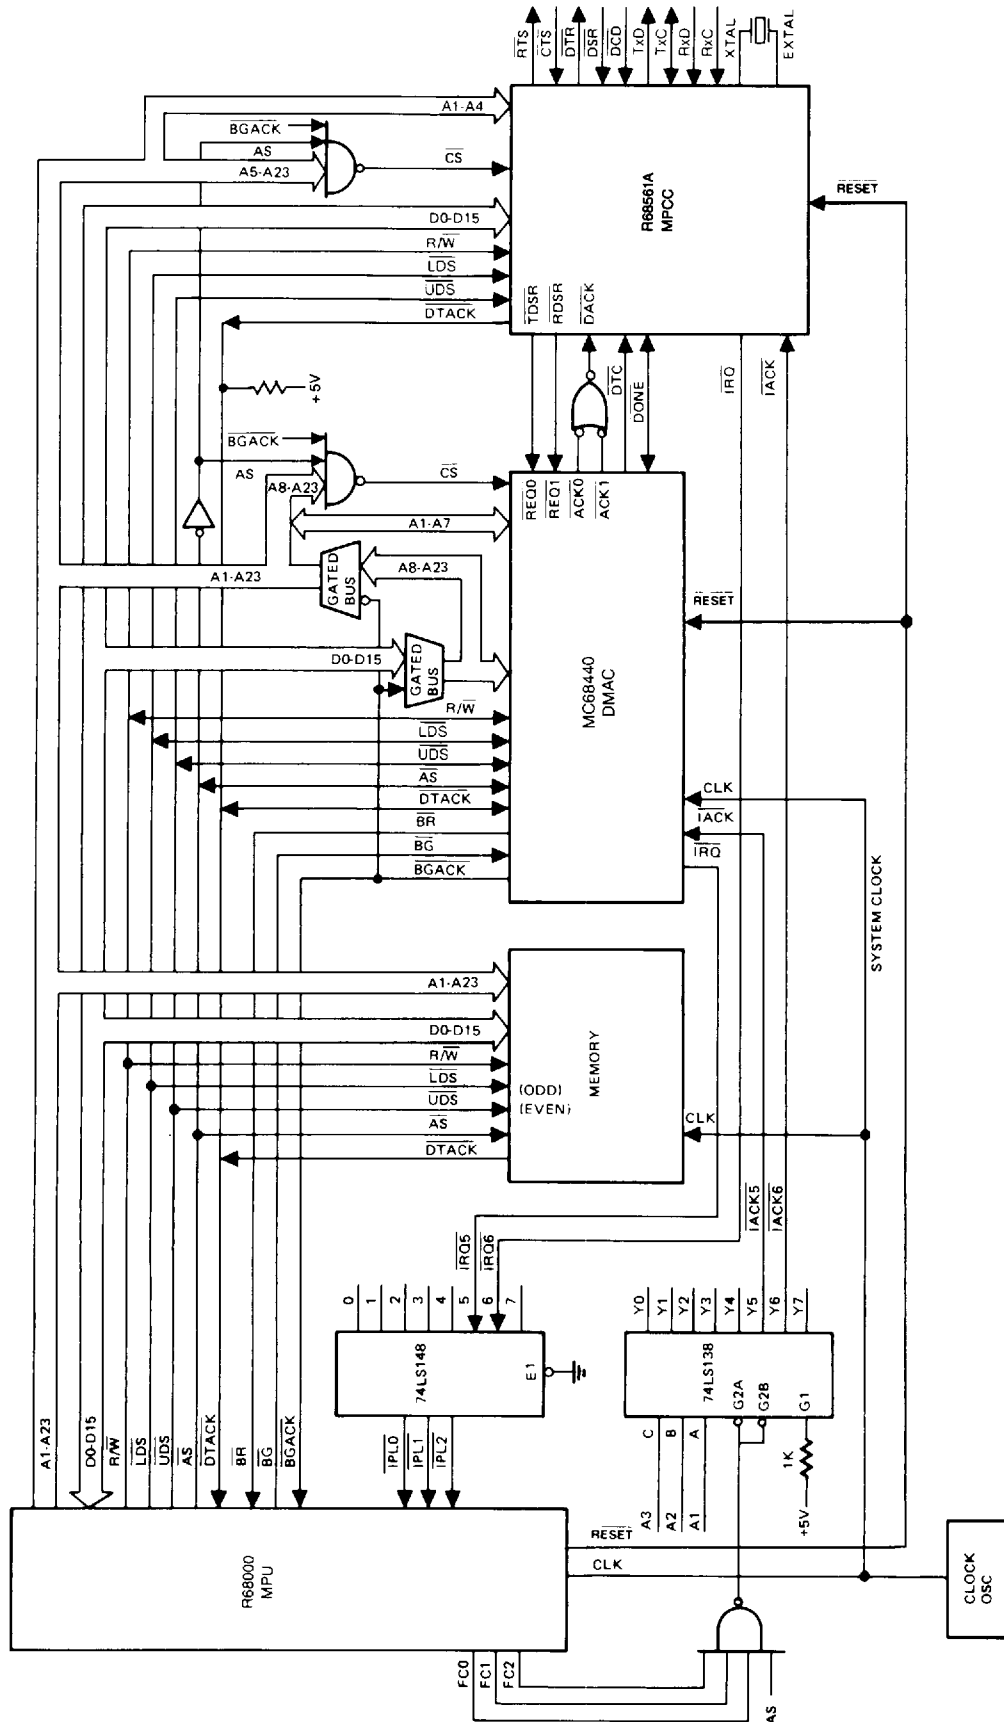 RTS
CTS
DTR
DSR
DCD
TxD
TxC
RxD
RxC
XTAL
EXTAL
A1-A4
BGACK
AS
A5-A23
CS
D0-D15
R/W
LDS
UDS
DTACK
R68561A
MPCC
RESET
TDSR
RDSR
DACK
DTC
DONE
IRQ
IACK
+5V
BGACK
AS
A8-A23
CS
A1-A7
A1-A23
GATED
BUS
A8-A23
D0-D15
GATED
BUS
R/W
LDS
UDS
AS
DTACK
BR
BG
BGACK
REQ0
REQ1
ACK0
ACK1
RESET
MC68440
DMAC
CLK
IACK
IRQ
SYSTEM CLOCK
A1-A23
D0-D15
R/W
LDS
UDS
AS
DTACK
(ODD)
(EVEN)
MEMORY
CLK
IRQ5
IRQ6
IACK5
IACK6
0
1
2
3
4
5
6
7
74LS148
E1
IPL0
IPL1
IPL2
Y0
Y1
Y2
Y3
Y4
Y5
Y6
Y7
74LS138
G2A
G2B
G1
C
B
A
A3
A2
A1
1K
+5V
A1-A23
D0-D15
R/W
LDS
UDS
AS
DTACK
BR
BG
BGACK
R68000
MPU
RESET
CLK
FC0
FC1
FC2
AS
CLOCK
OSC